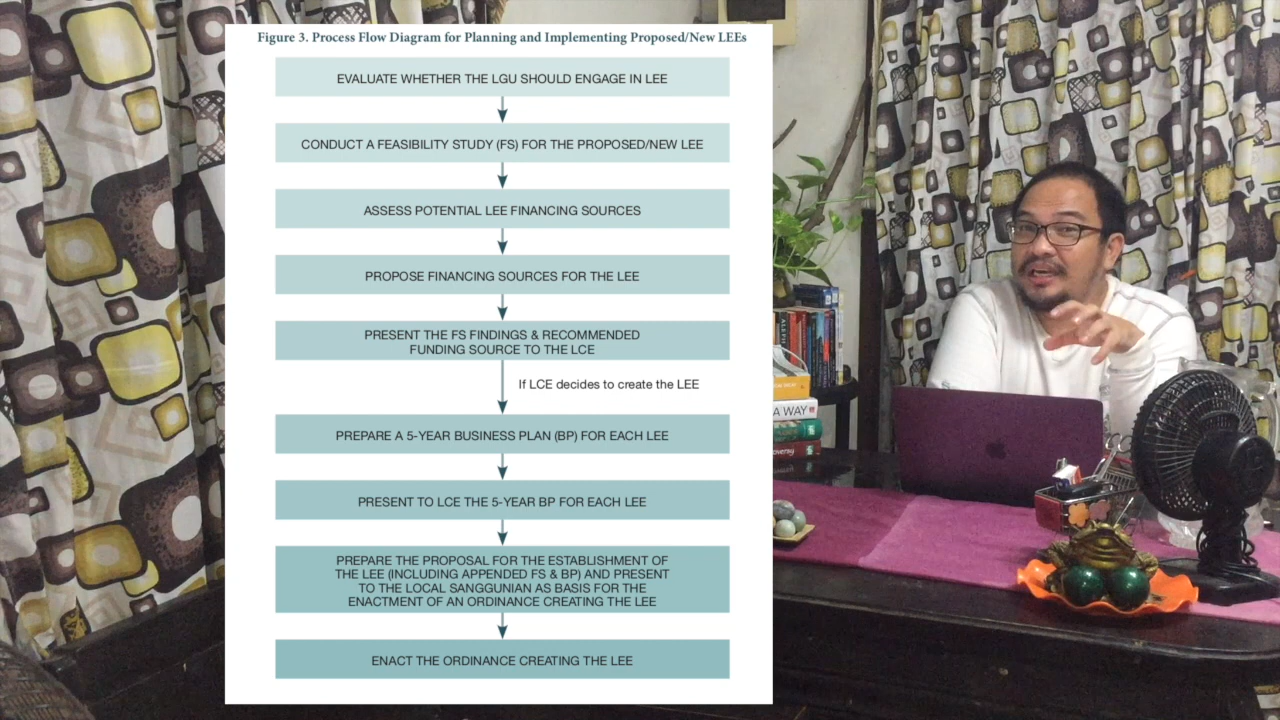 Figure 3. Process Flow Diagram for Planning and Implementing Proposed/New LEEs
EVALUATE WHETHER THE LGU SHOULD ENGAGE IN LEE
CONDUCT A FEASIBILITY STUDY (FS) FOR THE PROPOSED/NEW LEE
ASSESS POTENTIAL LEE FINANCING SOURCES
PROPOSE FINANCING SOURCES FOR THE LEE
PRESENT THE FS FINDINGS & RECOMMENDED
FUNDING SOURCE TO THE LCE
If LCE decides to create the LEE
PREPARE A 5-YEAR BUSINESS PLAN (BP) FOR EACH LEE
PRESENT TO LCE THE 5-YEAR BP FOR EACH LEE
PREPARE THE PROPOSAL FOR THE ESTABLISHMENT OF
THE LEE (INCLUDING APPENDED FS & BP) AND PRESENT
TO THE LOCAL SANGGUNIAN AS BASIS FOR THE
ENACTMENT OF AN ORDINANCE CREATING THE LEE
ENACT THE ORDINANCE CREATING THE LEE
A WAY